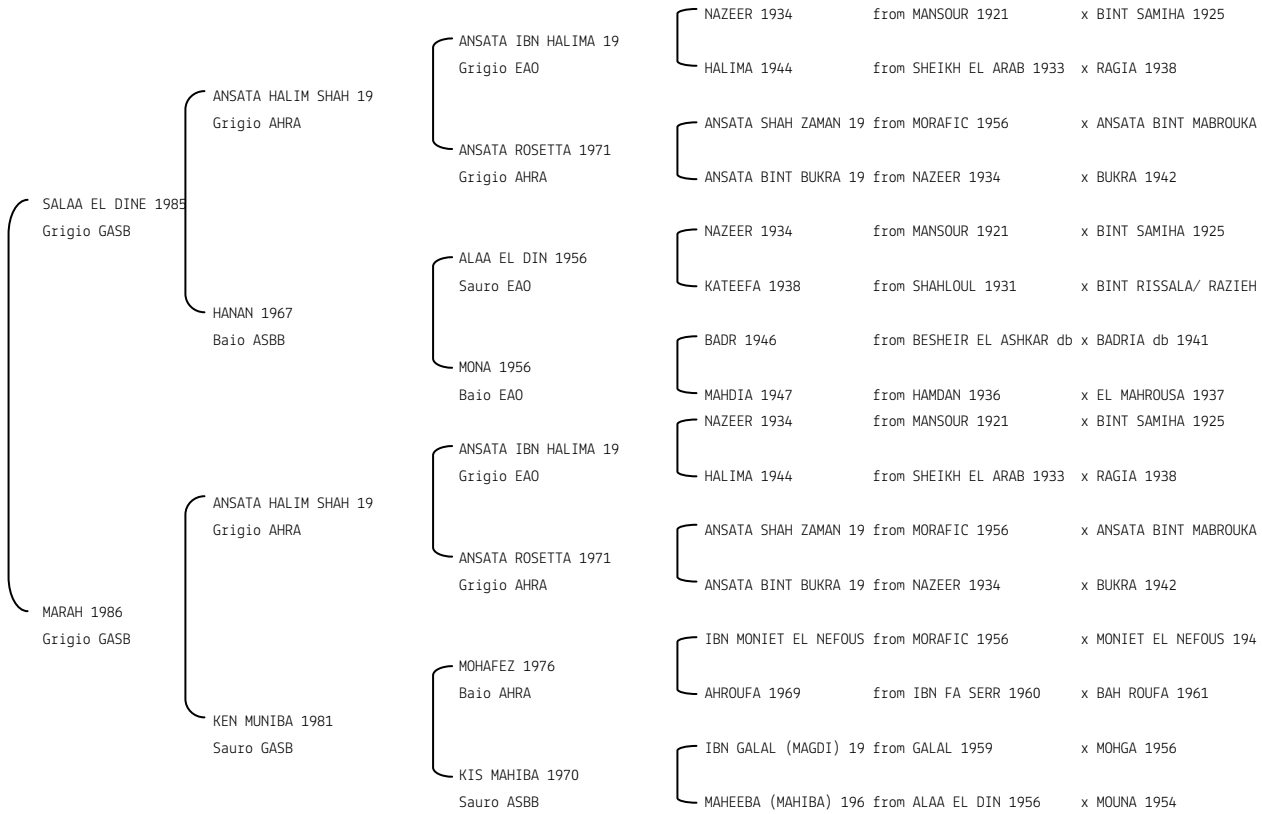 NAZEER 1934 from MANSOUR 1921 x BINT SAMIHA 1925
ANSATA IBN HALIMA 19
Grigio EAO
HALIMA 1944 from SHEIKH EL ARAB 1933 x RAGIA 1938
ANSATA HALIM SHAH 19
Grigio AHRA
ANSATA SHAH ZAMAN 19 from MORAFIC 1956 x ANSATA BINT MABROUKA
ANSATA ROSETTA 1971
Grigio AHRA
ANSATA BINT BUKRA 19 from NAZEER 1934 x BUKRA 1942
SALAA EL DINE 1985
Grigio GASB
NAZEER 1934 from MANSOUR 1921 x BINT SAMIHA 1925
ALAA EL DIN 1956
Sauro EAO
KATEEFA 1938 from SHAHLOUL 1931 x BINT RISSALA/ RAZIEH
HANAN 1967
Baio ASBB
BADR 1946 from BESHEIR EL ASHKAR db x BADRIA db 1941
MONA 1956
Baio EAO
MAHDIA 1947 from HAMDAN 1936 x EL MAHROUSA 1937
NAZEER 1934 from MANSOUR 1921 x BINT SAMIHA 1925
ANSATA IBN HALIMA 19
Grigio EAO
HALIMA 1944 from SHEIKH EL ARAB 1933 x RAGIA 1938
ANSATA HALIM SHAH 19
Grigio AHRA
ANSATA SHAH ZAMAN 19 from MORAFIC 1956 x ANSATA BINT MABROUKA
ANSATA ROSETTA 1971
Grigio AHRA
ANSATA BINT BUKRA 19 from NAZEER 1934 x BUKRA 1942
MARAH 1986
Grigio GASB
IBN MONIET EL NEFOUS from MORAFIC 1956 x MONIET EL NEFOUS 194
MOHAFEZ 1976
Baio AHRA
AHROUFA 1969 from IBN FA SERR 1960 x BAH ROUFA 1961
KEN MUNIBA 1981
Sauro GASB
IBN GALAL (MAGDI) 19 from GALAL 1959 x MOHGA 1956
KIS MAHIBA 1970
Sauro ASBB
MAHEEBA (MAHIBA) 196 from ALAA EL DIN 1956 x MOUNA 1954